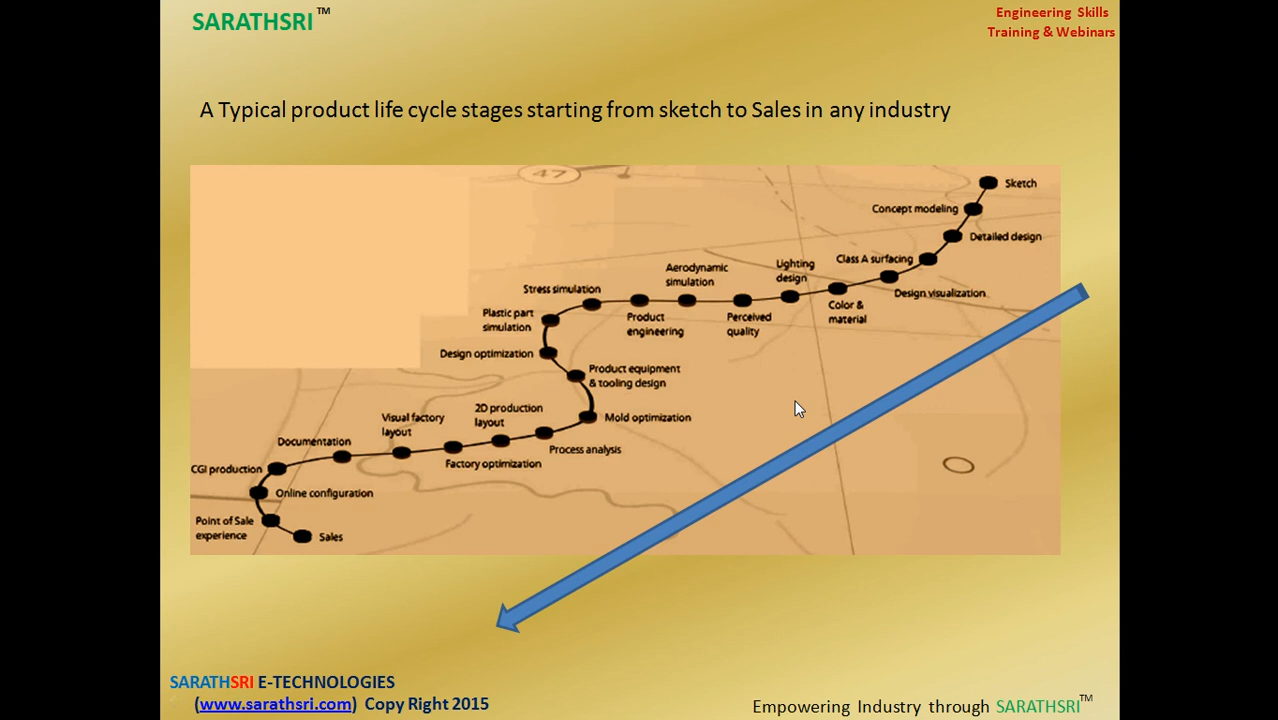 SARATHSRI™
Engineering Skills
Training & Webinars
A Typical product life cycle stages starting from sketch to Sales in any industry
47
Sketch
Concept modeling
Detailed design
Class A surfacing
Design visualization
Color &
material
Lighting
design
Perceived
quality
Aerodynamic
simulation
Product
engineering
Stress simulation
Plastic part
simulation
Design optimization
Product equipment
& tooling design
Mold optimization
Process analysis
2D production
layout
Factory optimization
Visual factory
layout
Documentation
CGI production
Online configuration
Point of Sale
experience
Sales
SARATHSRI E-TECHNOLOGIES
(www.sarathsri.com) Copy Right 2015
Empowering Industry through SARATHSRI™